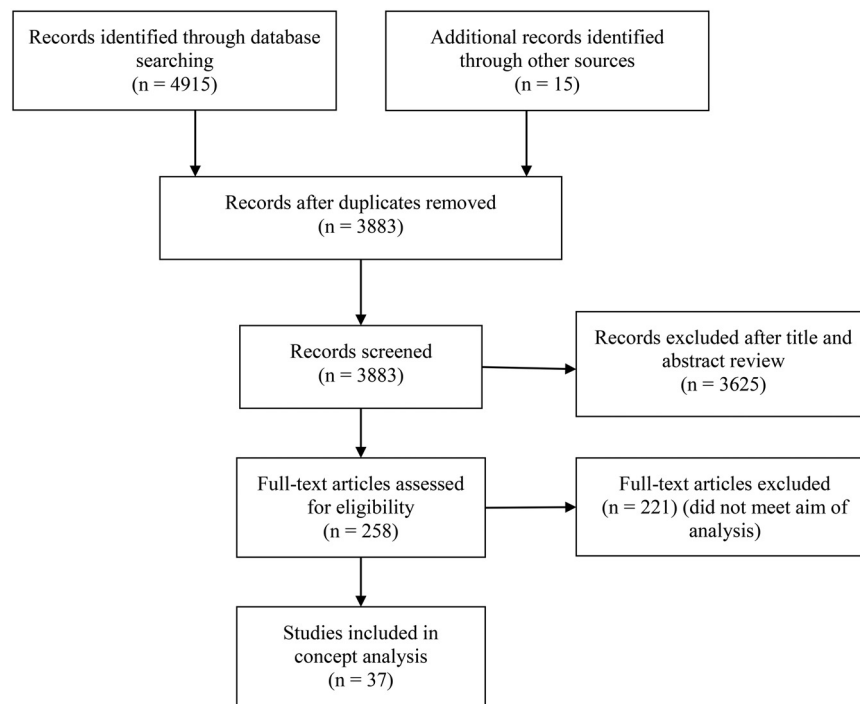 Records identified through database
searching
(n = 4915)
Additional records identified
through other sources
(n = 15)
Records after duplicates removed
(n = 3883)
Records screened
(n = 3883)
Records excluded after title and
abstract review
(n = 3625)
Full-text articles assessed
for eligibility
(n = 258)
Full-text articles excluded
(n = 221) (did not meet aim of
analysis)
Studies included in
concept analysis
(n = 37)